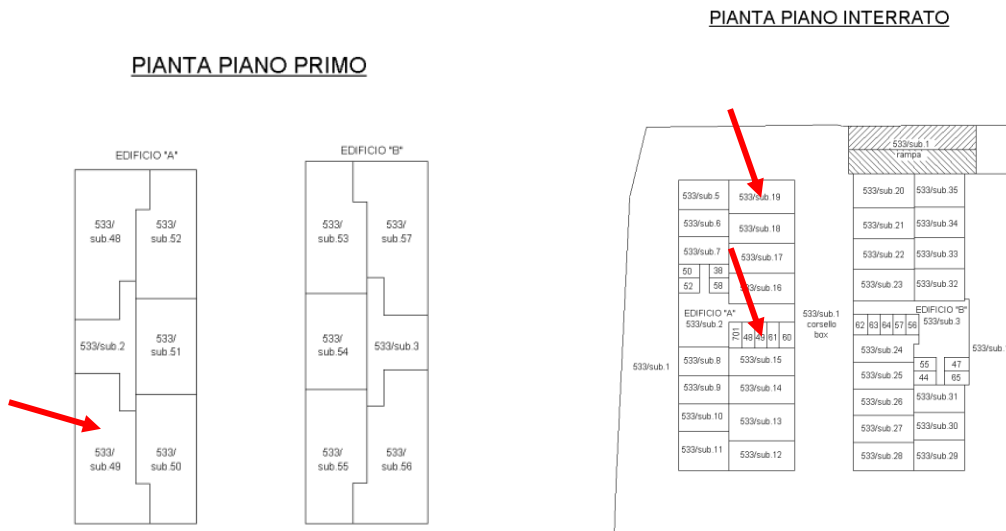 PIANTA PIANO PRIMO
EDIFICIO "A"
533/
sub.48
533/
sub.52
533/sub.2
533/
sub.51
533/
sub.49
533/
sub.50
EDIFICIO "B"
533/
sub.53
533/
sub.57
533/
sub.54
533/sub.3
533/
sub.55
533/
sub.56
PIANTA PIANO INTERRATO
533/sub.1
rampa
533/sub.5
533/sub.19
533/sub.6
533/sub.18
533/sub.7
533/sub.17
50
38
52
58
533/sub.16
EDIFICIO "A"
533/sub.2
701
48
49
61
60
533/sub.8
533/sub.15
533/sub.9
533/sub.14
533/sub.10
533/sub.13
533/sub.11
533/sub.12
533/sub.1
533/sub.1
corsello
box
533/sub.20
533/sub.35
533/sub.21
533/sub.34
533/sub.22
533/sub.33
533/sub.23
533/sub.32
EDIFICIO "B"
533/sub.3
62
63
64
57
56
533/sub.24
55
47
44
65
533/sub.25
533/sub.26
533/sub.31
533/sub.27
533/sub.30
533/sub.28
533/sub.29